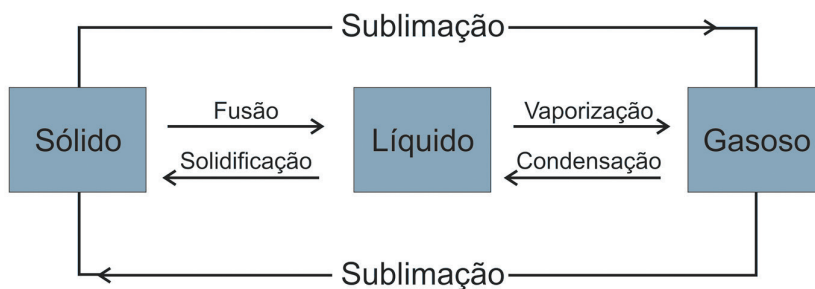 Sublimação
Sólido
Fusão
Solidificação
Líquido
Vaporização
Condensação
Gasoso
Sublimação